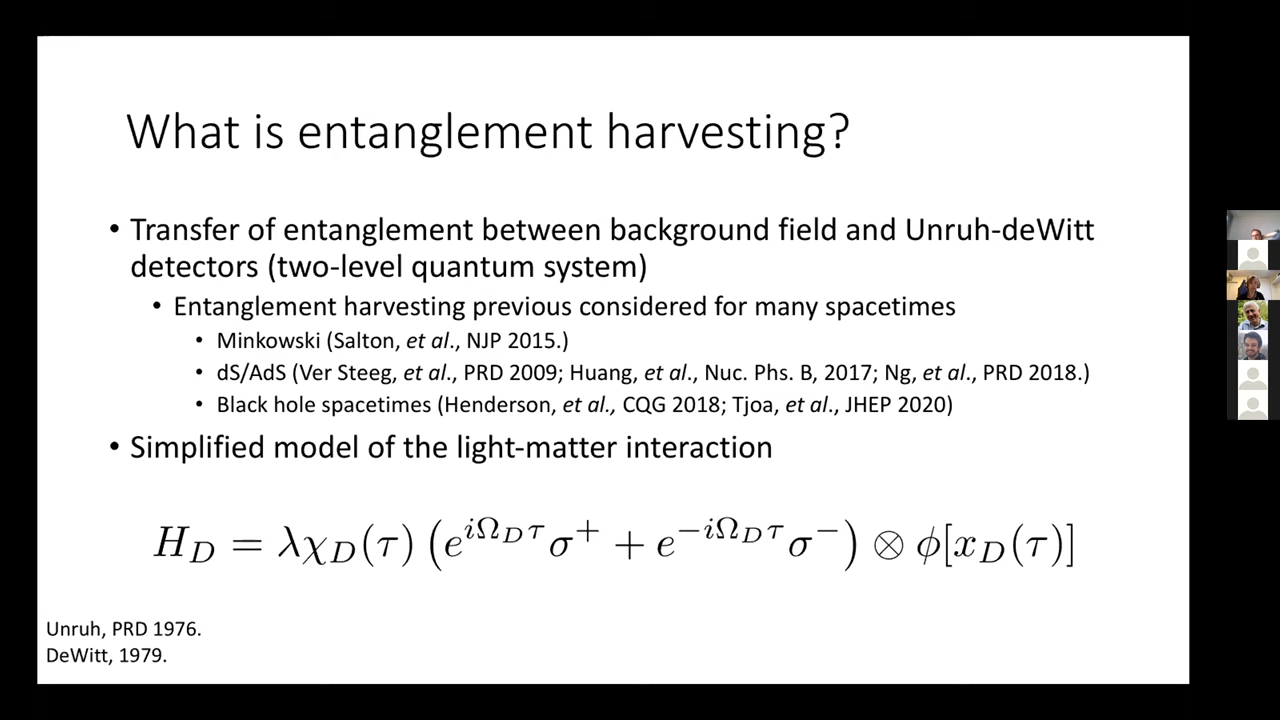 What is entanglement harvesting?
• Transfer of entanglement between background field and Unruh-deWitt
detectors (two-level quantum system)
• Entanglement harvesting previous considered for many spacetimes
• Minkowski (Salton, et al., NJP 2015.)
• dS/AdS (Ver Steeg, et al., PRD 2009; Huang, et al., Nuc. Phs. B, 2017; Ng, et al., PRD 2018.)
• Black hole spacetimes (Henderson, et al., CQG 2018; Tjoa, et al., JHEP 2020)
• Simplified model of the light-matter interaction
H_D = λχ_D(τ) (e^{iΩ_Dτ} σ^+ + e^{−iΩ_Dτ} σ^−) ⊗ φ[x_D(τ)]
Unruh, PRD 1976.
DeWitt, 1979.